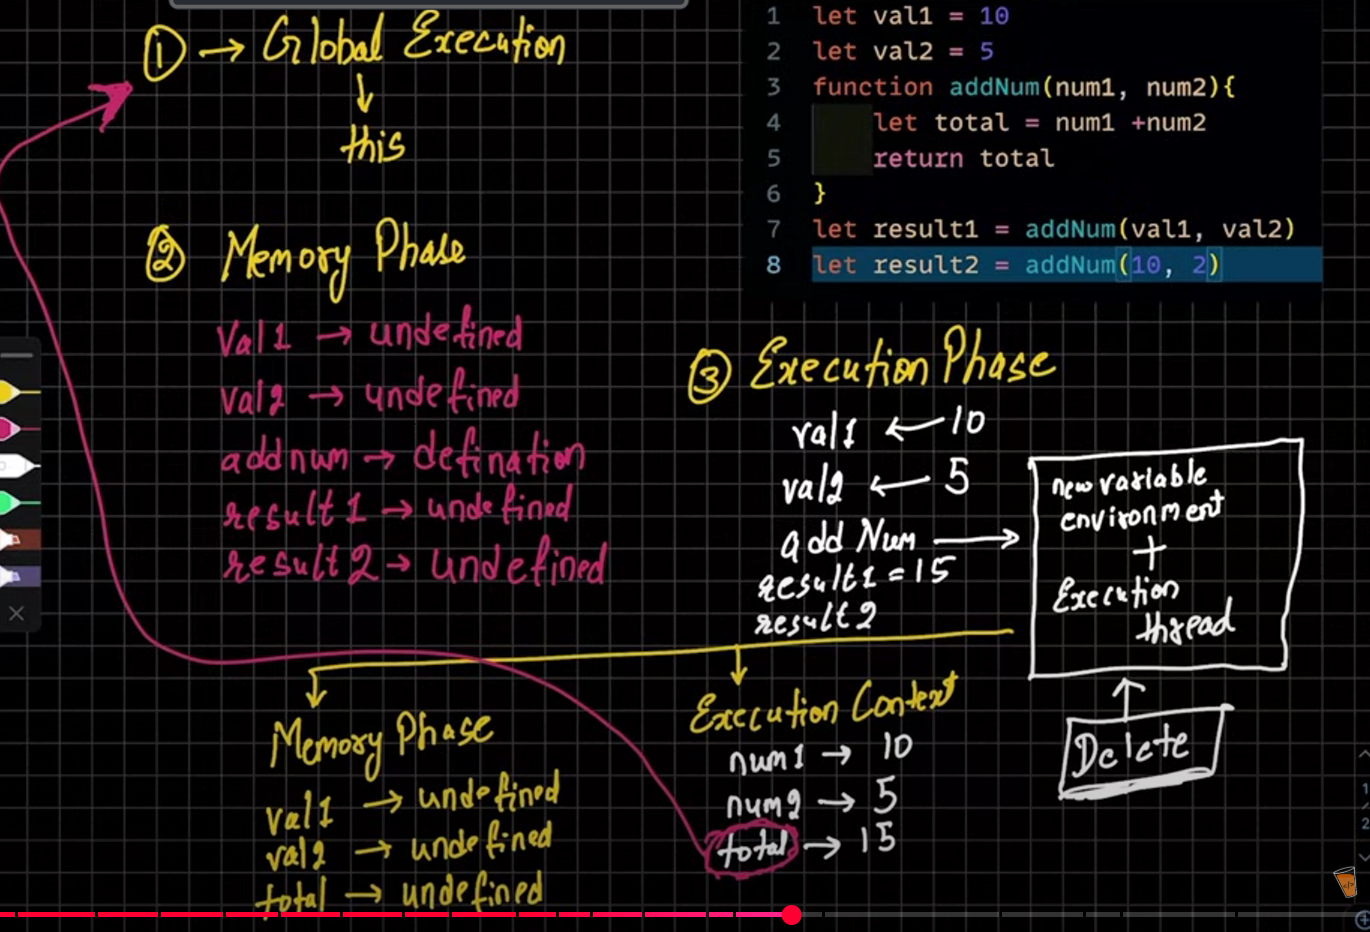 ① → Global Execution
↓
this
② Memory Phase
Val1 → undefined
val2 → undefined
addnum → defination
result1 → undefined
result2 → undefined
1 let val1 = 10
2 let val2 = 5
3 function addNum(num1, num2){
4 let total = num1 +num2
5 return total
6 }
7 let result1 = addNum(val1, val2)
8 let result2 = addNum(10, 2)
③ Execution Phase
val1 ← 10
val2 ← 5
add Num →
result1 = 15
result2
new variable
environment
+
Execution
thread
Delete
Memory Phase
val1 → undefined
val2 → undefined
total → undefined
Execution Context
num1 → 10
num2 → 5
total → 15
1
2